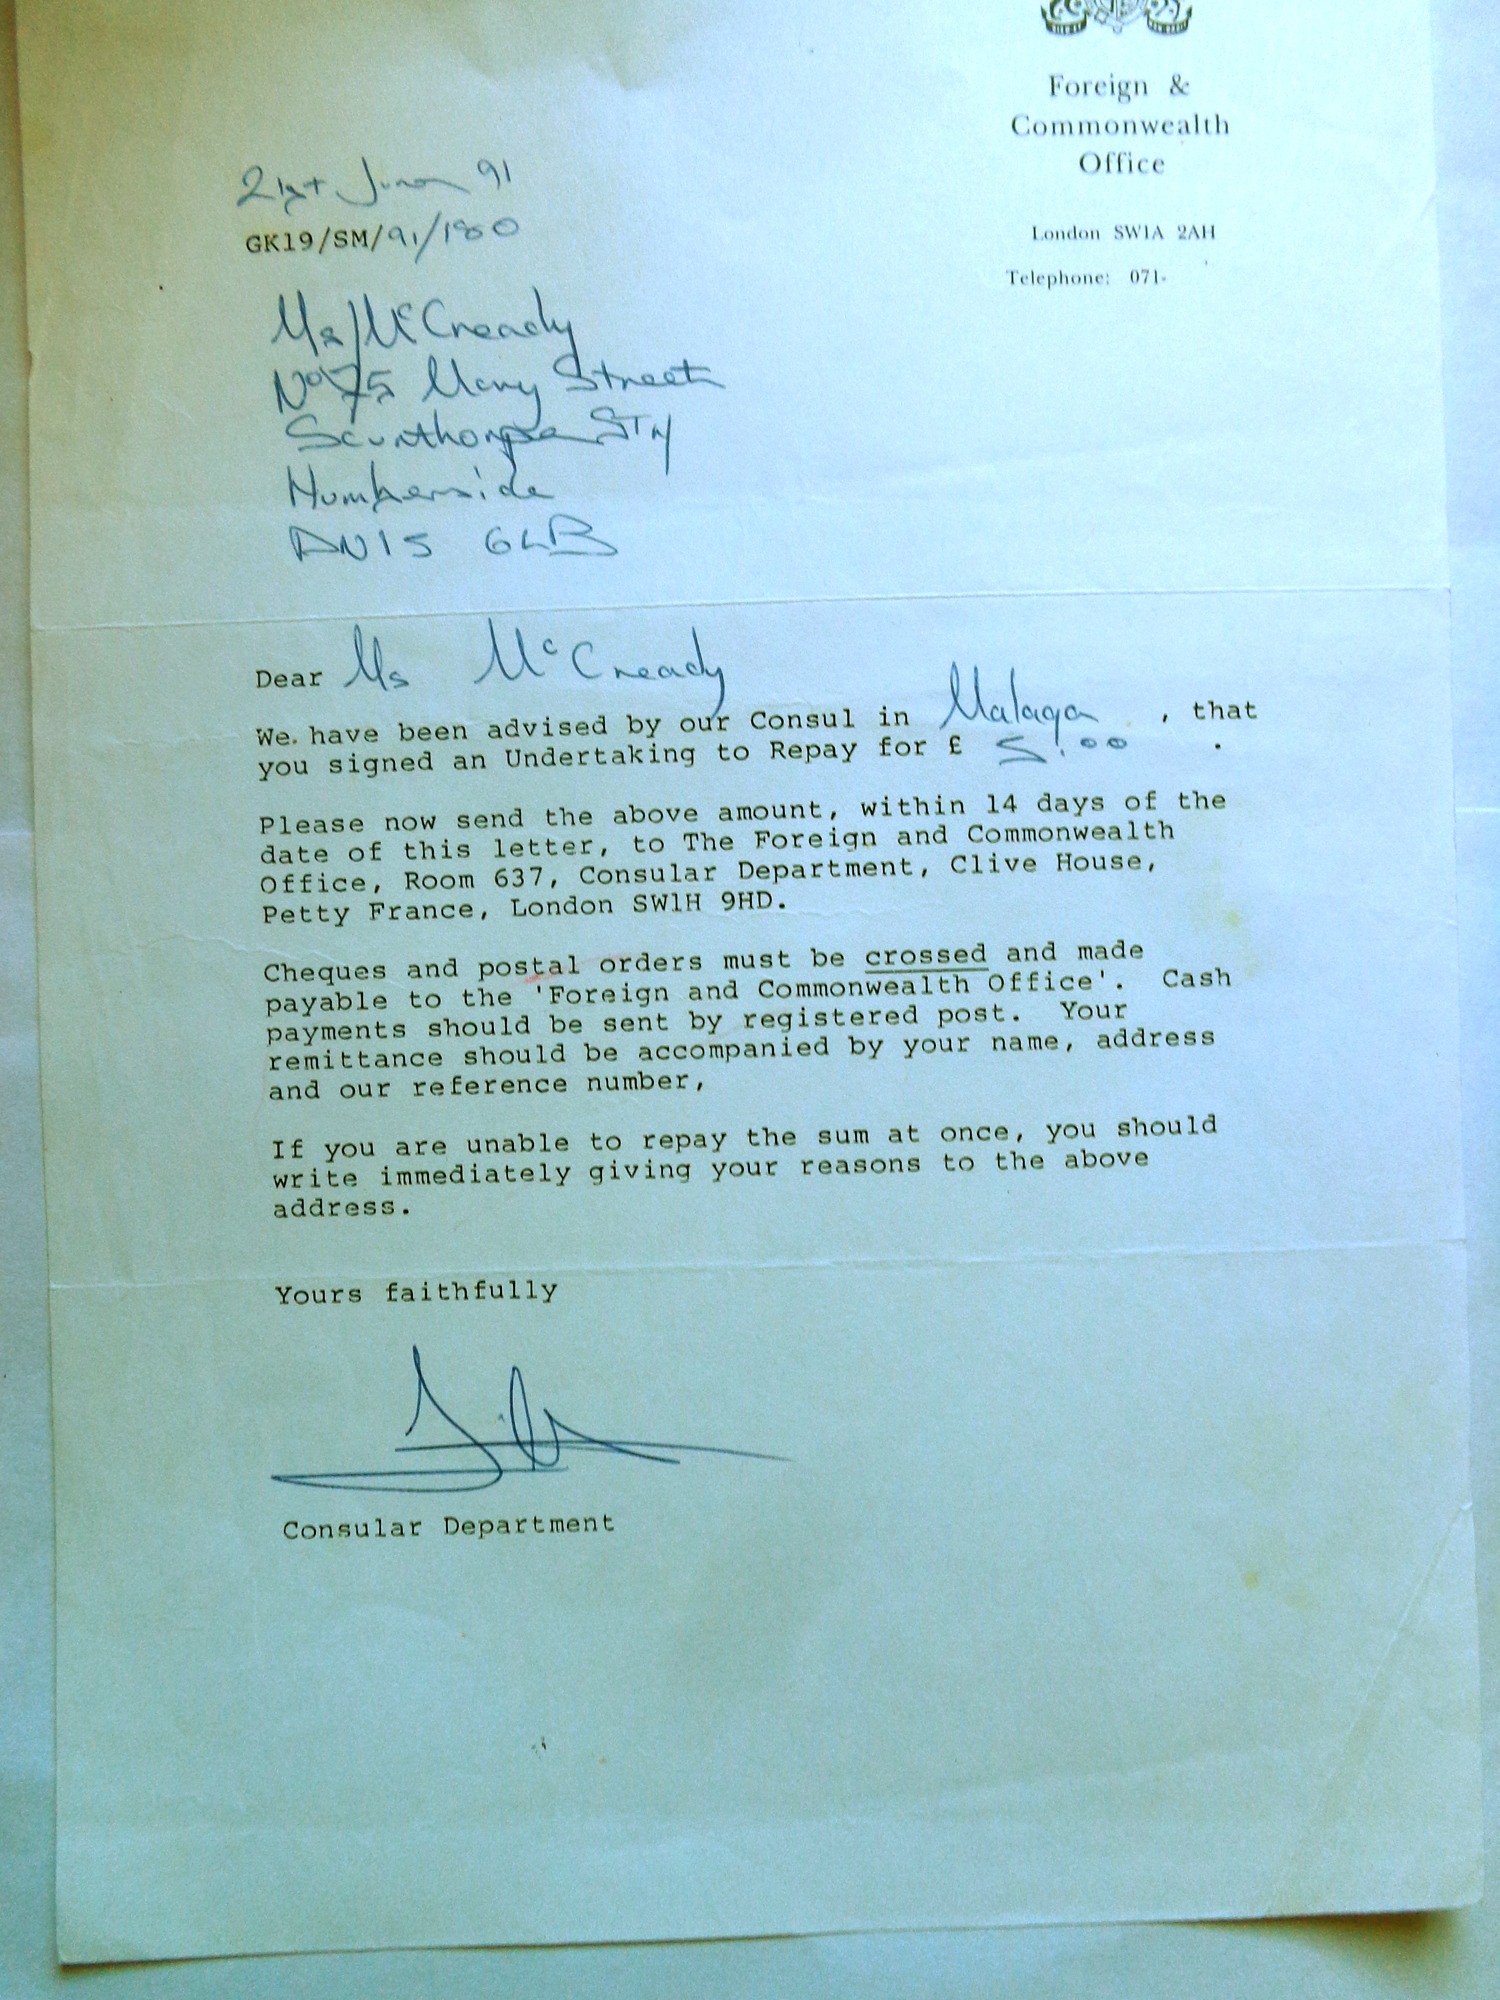 Foreign &
Commonwealth
Office
London SW1A 2AH
Telephone: 071-
21st June 91
GK19/SM/91/1980
Ms McCready
No 75 Mary Street
Scunthorpe Sth
Humberside
DN15 6LB
Dear Ms McCready
We have been advised by our Consul in Malaga, that
you signed an Undertaking to Repay for £ 5.00.
Please now send the above amount, within 14 days of the
date of this letter, to The Foreign and Commonwealth
Office, Room 637, Consular Department, Clive House,
Petty France, London SW1H 9HD.
Cheques and postal orders must be crossed and made
payable to the 'Foreign and Commonwealth Office'. Cash
payments should be sent by registered post. Your
remittance should be accompanied by your name, address
and our reference number,
If you are unable to repay the sum at once, you should
write immediately giving your reasons to the above
address.
Yours faithfully
Consular Department